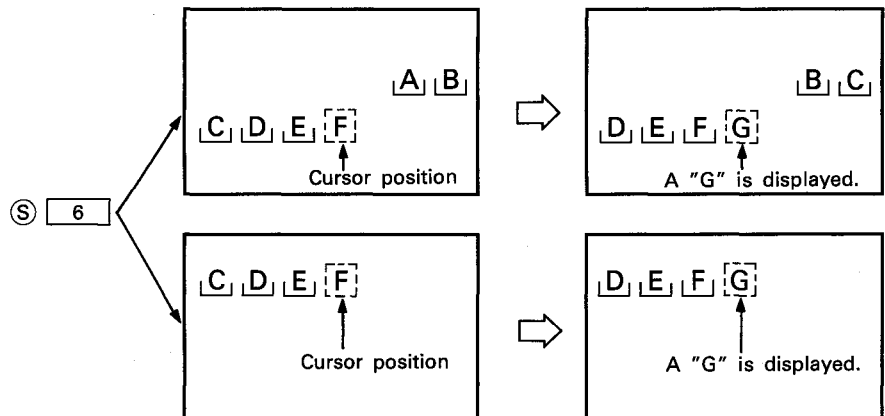 A B
C D E F
Cursor position
B C
D E F G
A "G" is displayed.
S 6
C D E F
Cursor position
D E F G
A "G" is displayed.